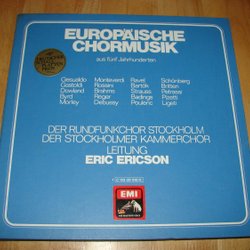 EUROPÄISCHE
CHORMUSIK
aus fünf Jahrhunderten
Gesualdo Monteverdi Ravel Schönberg
Gastoldi Rossini Bartók Britten
Dowland Brahms Strauss Petrassi
Byrd Reger Badings Pizetti
Morley Debussy Poulenc Ligeti
DER RUNDFUNKCHOR STOCKHOLM
DER STOCKHOLMER KAMMERCHOR
LEITUNG
ERIC ERICSON
EMI